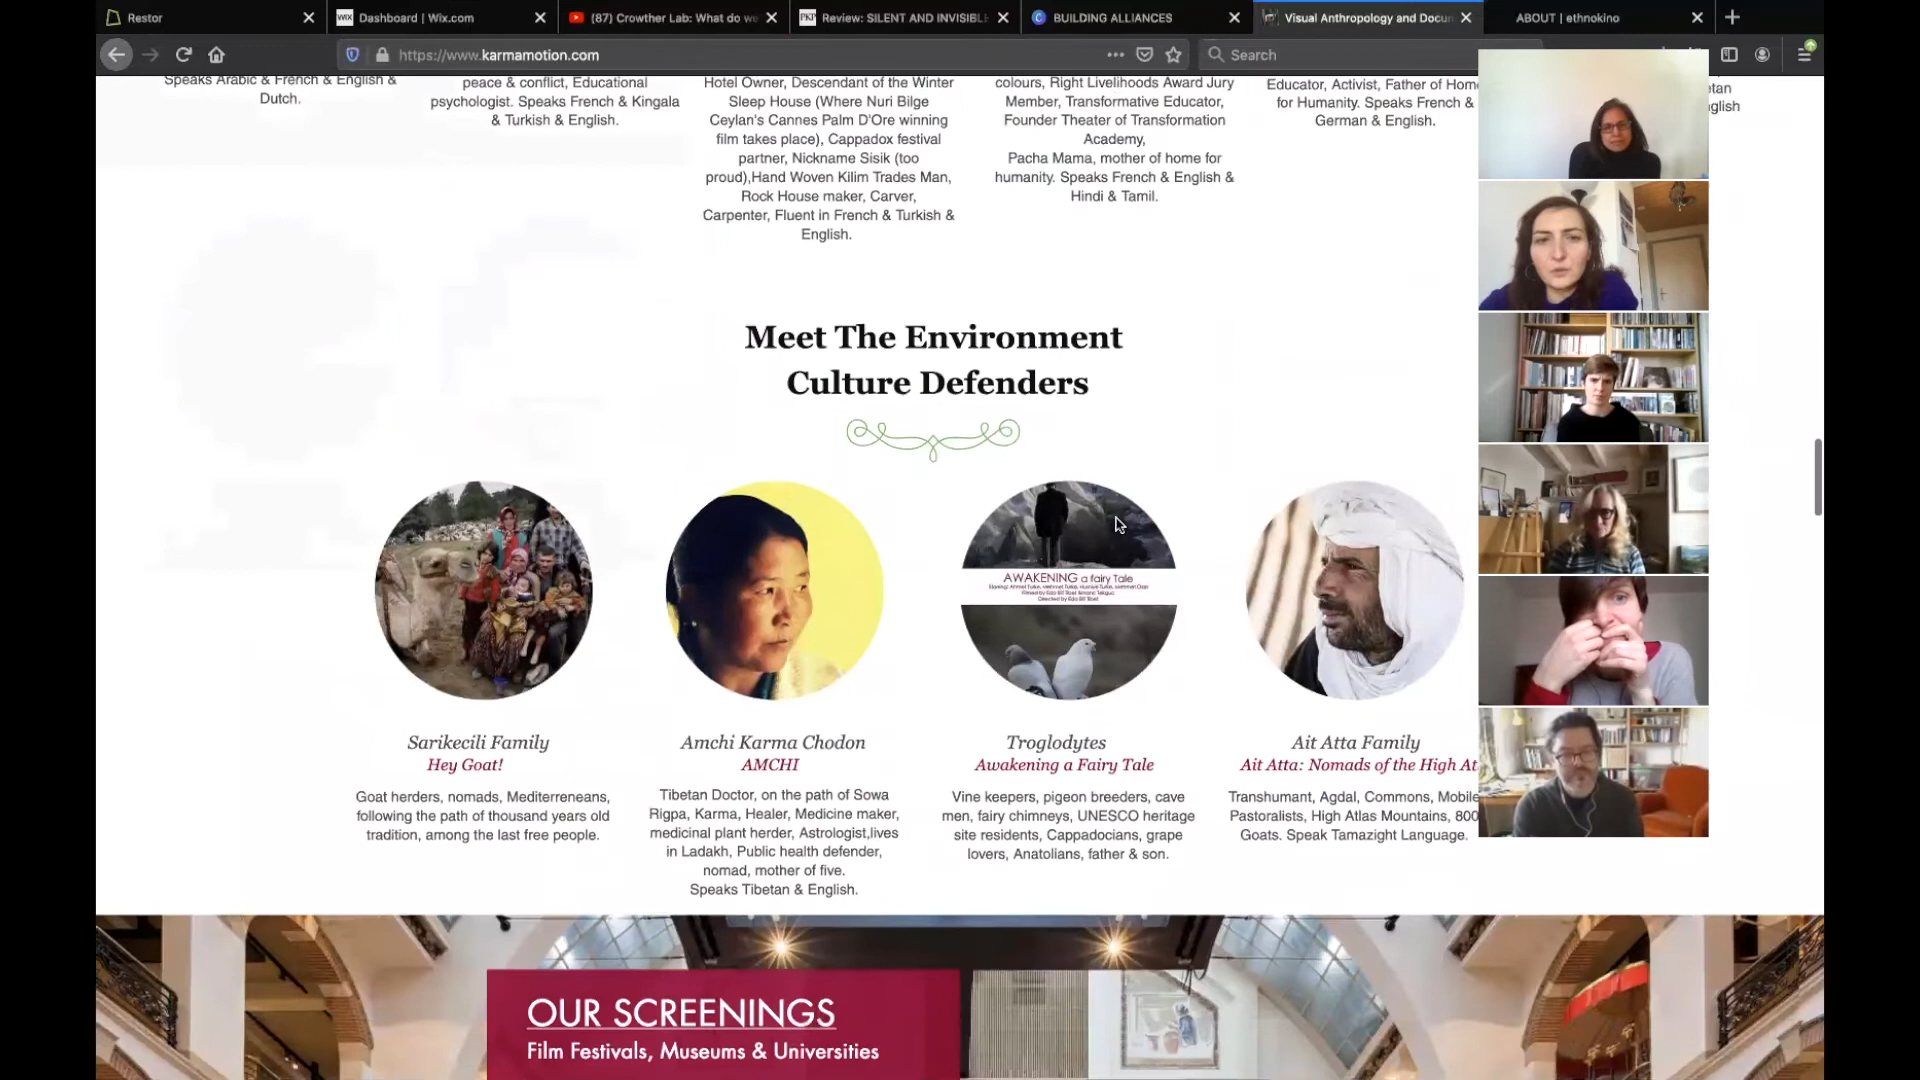 Restor
Dashboard | Wix.com
(87) Crowther Lab: What do we
Review: SILENT AND INVISIBLE
BUILDING ALLIANCES
Visual Anthropology and Docu
ABOUT | ethnokino
https://www.karmamotion.com
Search
Speaks Arabic & French & English &
Dutch.
peace & conflict, Educational
psychologist. Speaks French & Kingala
& Turkish & English.
Hotel Owner, Descendant of the Winter
Sleep House (Where Nuri Bilge
Ceylan's Cannes Palm D'Ore winning
film takes place), Cappadox festival
partner, Nickname Sisik (too
proud),Hand Woven Kilim Trades Man,
Rock House maker, Carver,
Carpenter, Fluent in French & Turkish &
English.
colours, Right Livelihoods Award Jury
Member, Transformative Educator,
Founder Theater of Transformation
Academy,
Pacha Mama, mother of home for
humanity. Speaks French & English &
Hindi & Tamil.
Educator, Activist, Father of Home
for Humanity. Speaks French &
German & English.
Meet The Environment
Culture Defenders
Sarikecili Family
Hey Goat!
Goat herders, nomads, Mediterreneans,
following the path of thousand years old
tradition, among the last free people.
Amchi Karma Chodon
AMCHI
Tibetan Doctor, on the path of Sowa
Rigpa, Karma, Healer, Medicine maker,
medicinal plant herder, Astrologist,lives
in Ladakh, Public health defender,
nomad, mother of five.
Speaks Tibetan & English.
AWAKENING a fairy Tale
Troglodytes
Awakening a Fairy Tale
Vine keepers, pigeon breeders, cave
men, fairy chimneys, UNESCO heritage
site residents, Cappadocians, grape
lovers, Anatolians, father & son.
Ait Atta Family
Ait Atta: Nomads of the High At
Transhumant, Agdal, Commons, Mobile
Pastoralists, High Atlas Mountains, 800
Goats. Speak Tamazight Language.
OUR SCREENINGS
Film Festivals, Museums & Universities